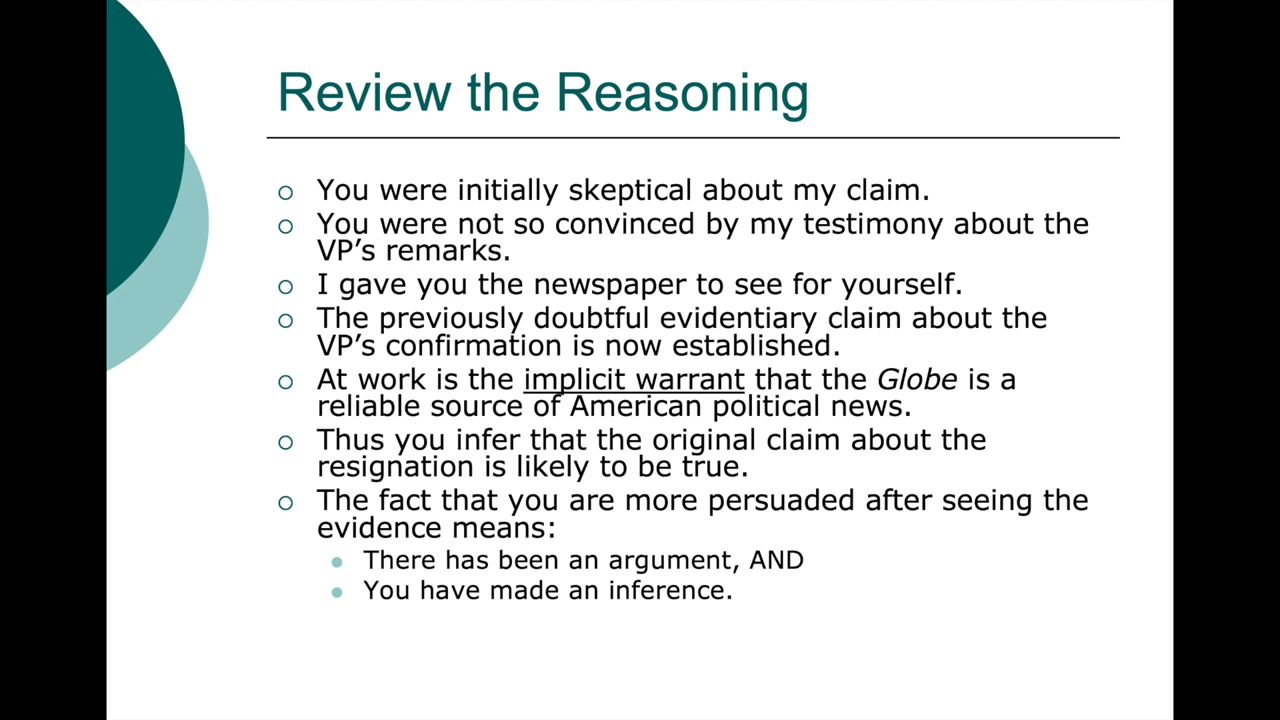 Review the Reasoning
You were initially skeptical about my claim.
You were not so convinced by my testimony about the
VP’s remarks.
I gave you the newspaper to see for yourself.
The previously doubtful evidentiary claim about the
VP’s confirmation is now established.
At work is the implicit warrant that the Globe is a
reliable source of American political news.
Thus you infer that the original claim about the
resignation is likely to be true.
The fact that you are more persuaded after seeing the
evidence means:
There has been an argument, AND
You have made an inference.